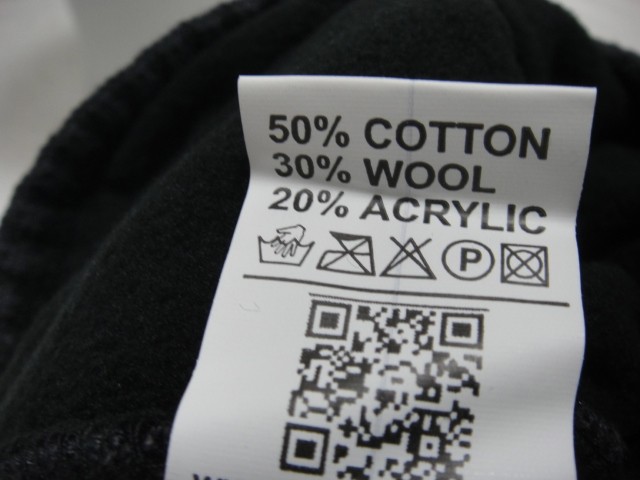 50% COTTON
30% WOOL
20% ACRYLIC
P